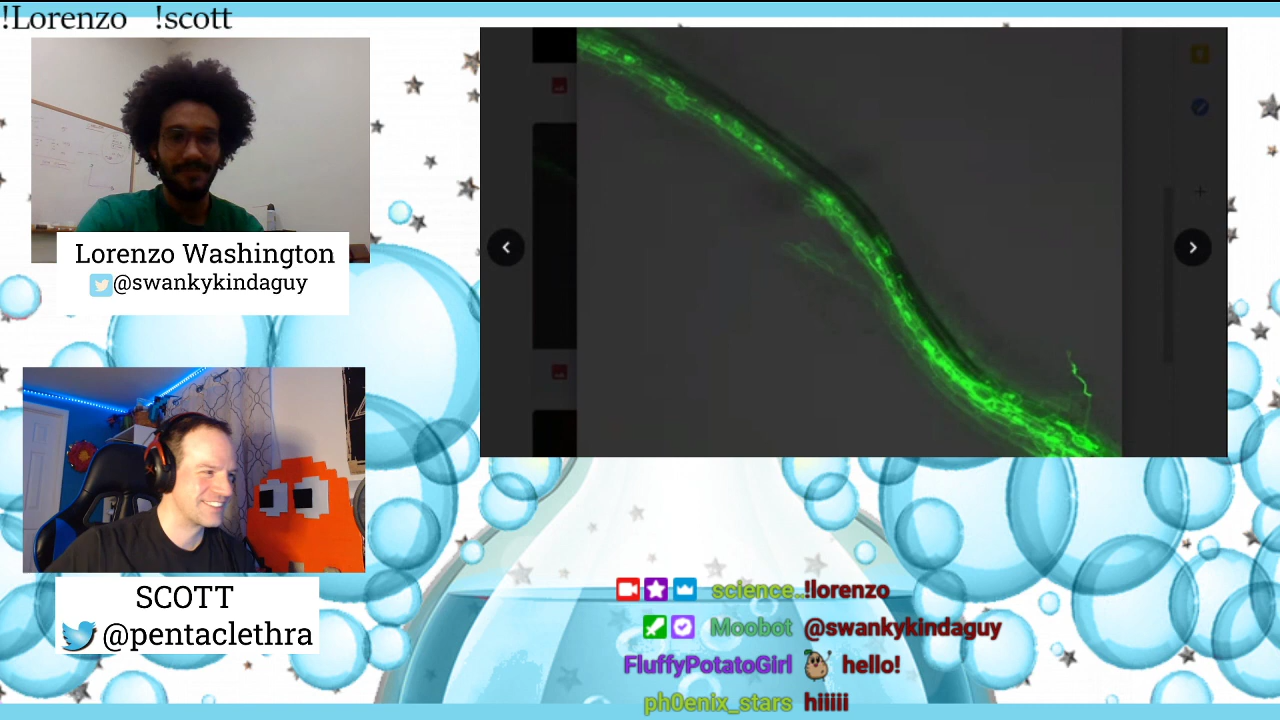 !Lorenzo !scott
Lorenzo Washington
@swankykindaguy
SCOTT
@pentaclethra
science.. !lorenzo
Moobot @swankykindaguy
FluffyPotatoGirl hello!
ph0enix_stars hiiiii